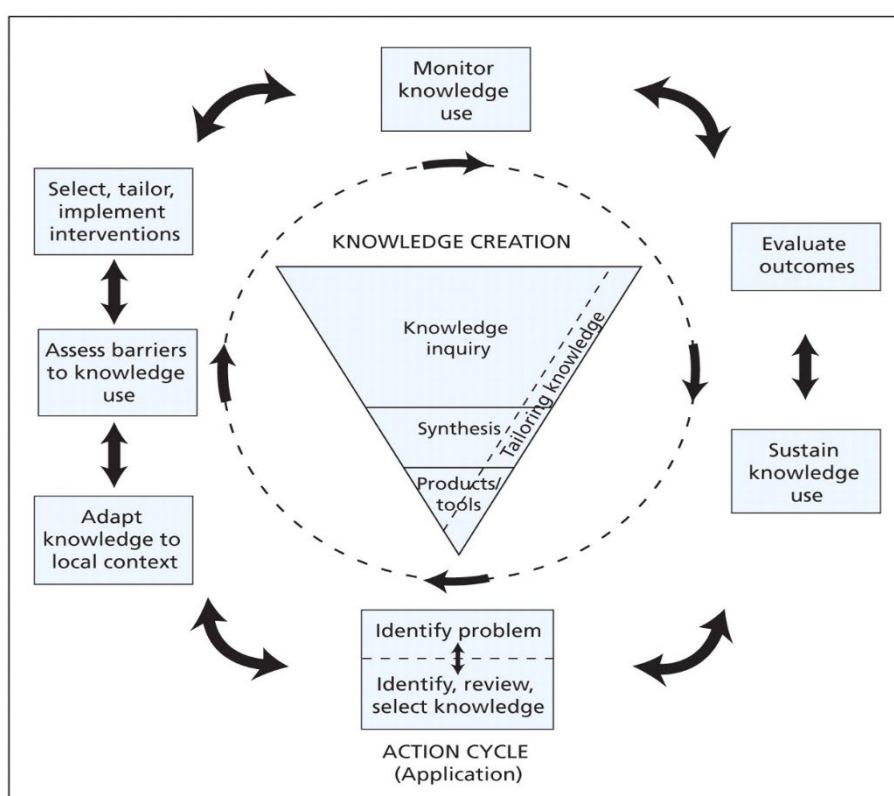 Monitor
knowledge
use
Select, tailor,
implement
interventions
Evaluate
outcomes
KNOWLEDGE CREATION
Knowledge
inquiry
Tailoring knowledge
Assess barriers
to knowledge
use
Synthesis
Products/
tools
Sustain
knowledge
use
Adapt
knowledge to
local context
Identify problem
Identify, review,
select knowledge
ACTION CYCLE
(Application)